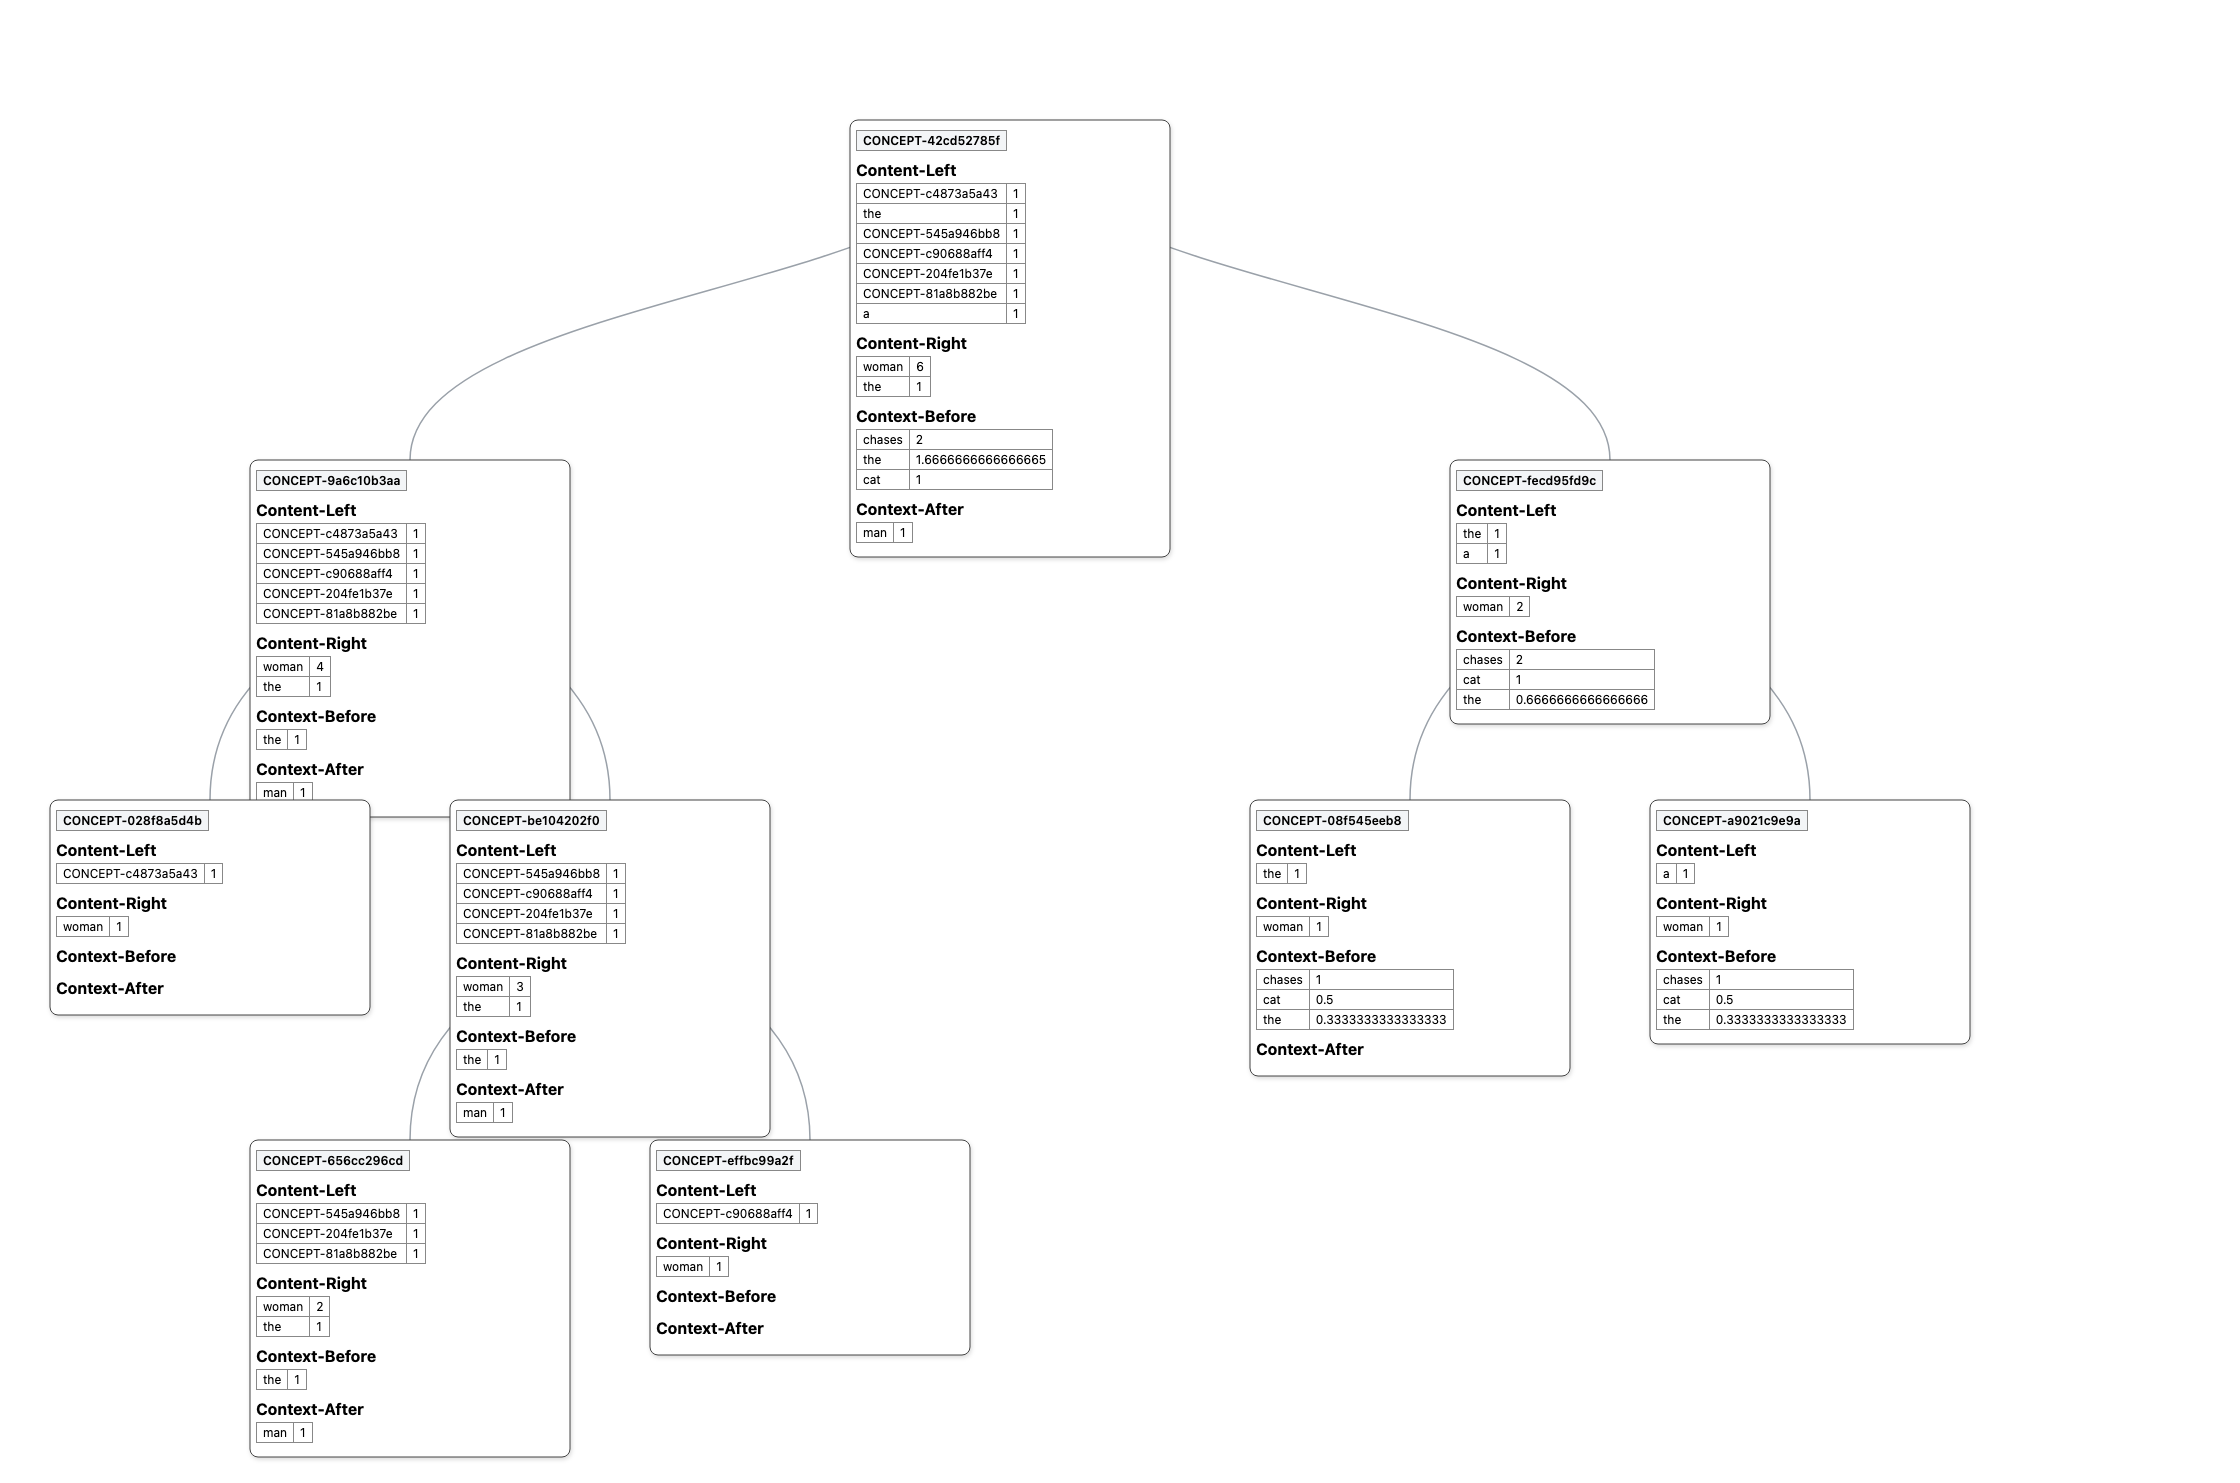 CONCEPT-42cd52785f
Content-Left
CONCEPT-c4873a5a43 1
the 1
CONCEPT-545a946bb8 1
CONCEPT-c90688aff4 1
CONCEPT-204fe1b37e 1
CONCEPT-81a8b882be 1
a 1
Content-Right
woman 6
the 1
Context-Before
chases 2
the 1.6666666666666665
cat 1
Context-After
man 1
CONCEPT-9a6c10b3aa
Content-Left
CONCEPT-c4873a5a43 1
CONCEPT-545a946bb8 1
CONCEPT-c90688aff4 1
CONCEPT-204fe1b37e 1
CONCEPT-81a8b882be 1
Content-Right
woman 4
the 1
Context-Before
the 1
Context-After
man 1
CONCEPT-fecd95fd9c
Content-Left
the 1
a 1
Content-Right
woman 2
Context-Before
chases 2
cat 1
the 0.6666666666666666
CONCEPT-028f8a5d4b
Content-Left
CONCEPT-c4873a5a43 1
Content-Right
woman 1
Context-Before
Context-After
CONCEPT-be104202f0
Content-Left
CONCEPT-545a946bb8 1
CONCEPT-c90688aff4 1
CONCEPT-204fe1b37e 1
CONCEPT-81a8b882be 1
Content-Right
woman 3
the 1
Context-Before
the 1
Context-After
man 1
CONCEPT-08f545eeb8
Content-Left
the 1
Content-Right
woman 1
Context-Before
chases 1
cat 0.5
the 0.3333333333333333
Context-After
CONCEPT-a9021c9e9a
Content-Left
a 1
Content-Right
woman 1
Context-Before
chases 1
cat 0.5
the 0.3333333333333333
CONCEPT-656cc296cd
Content-Left
CONCEPT-545a946bb8 1
CONCEPT-204fe1b37e 1
CONCEPT-81a8b882be 1
Content-Right
woman 2
the 1
Context-Before
the 1
Context-After
man 1
CONCEPT-effbc99a2f
Content-Left
CONCEPT-c90688aff4 1
Content-Right
woman 1
Context-Before
Context-After